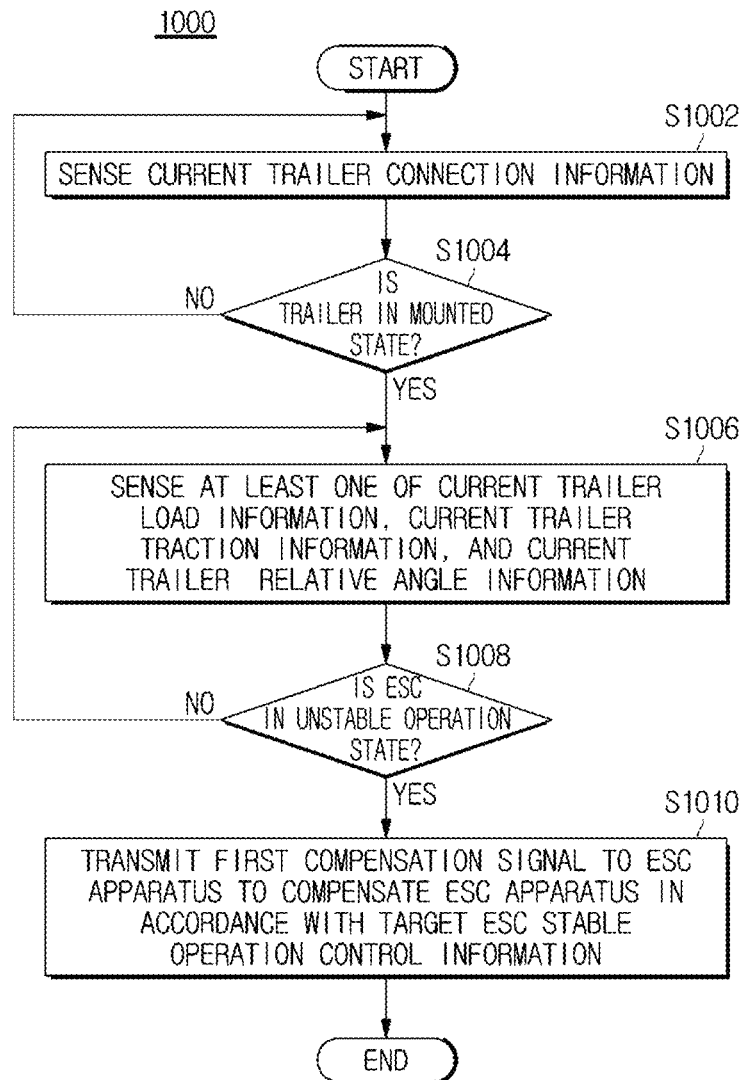 1000
START
S1002
SENSE CURRENT TRAILER CONNECTION INFORMATION
S1004
IS
TRAILER IN MOUNTED
STATE?
NO
YES
S1006
SENSE AT LEAST ONE OF CURRENT TRAILER
LOAD INFORMATION, CURRENT TRAILER
TRACTION INFORMATION, AND CURRENT
TRAILER RELATIVE ANGLE INFORMATION
S1008
IS ESC
IN UNSTABLE OPERATION
STATE?
NO
YES
S1010
TRANSMIT FIRST COMPENSATION SIGNAL TO ESC
APPARATUS TO COMPENSATE ESC APPARATUS IN
ACCORDANCE WITH TARGET ESC STABLE
OPERATION CONTROL INFORMATION
END